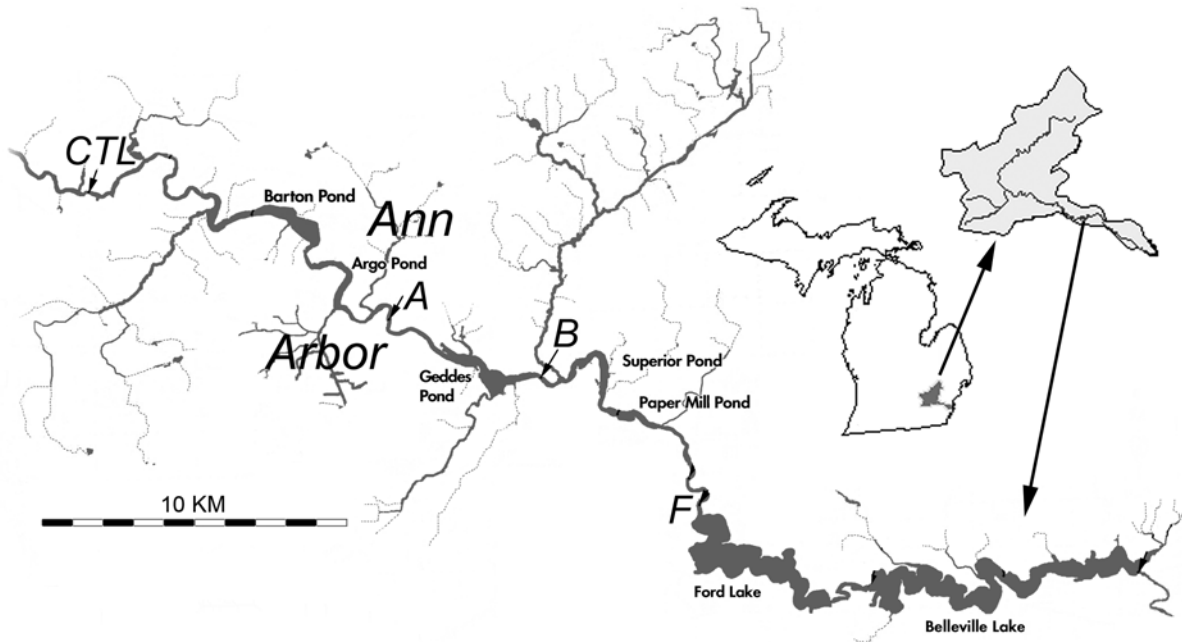 CTL
Barton Pond
Ann
Argo Pond
A
Arbor
B
Geddes
Pond
Superior Pond
Paper Mill Pond
10 KM
F
Ford Lake
Belleville Lake